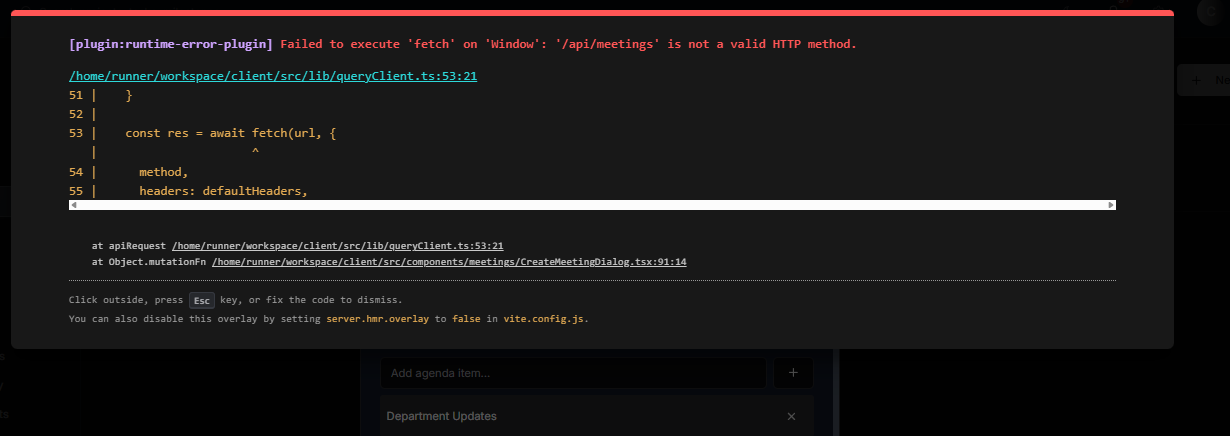 [plugin:runtime-error-plugin] Failed to execute 'fetch' on 'Window': '/api/meetings' is not a valid HTTP method.
/home/runner/workspace/client/src/lib/queryClient.ts:53:21
51 |    }
52 |
53 |    const res = await fetch(url, {
   |                      ^
54 |      method,
55 |      headers: defaultHeaders,
at apiRequest /home/runner/workspace/client/src/lib/queryClient.ts:53:21
at Object.mutationFn /home/runner/workspace/client/src/components/meetings/CreateMeetingDialog.tsx:91:14
Click outside, press Esc key, or fix the code to dismiss.
You can also disable this overlay by setting server.hmr.overlay to false in vite.config.js.
Add agenda item... +
Department Updates ×